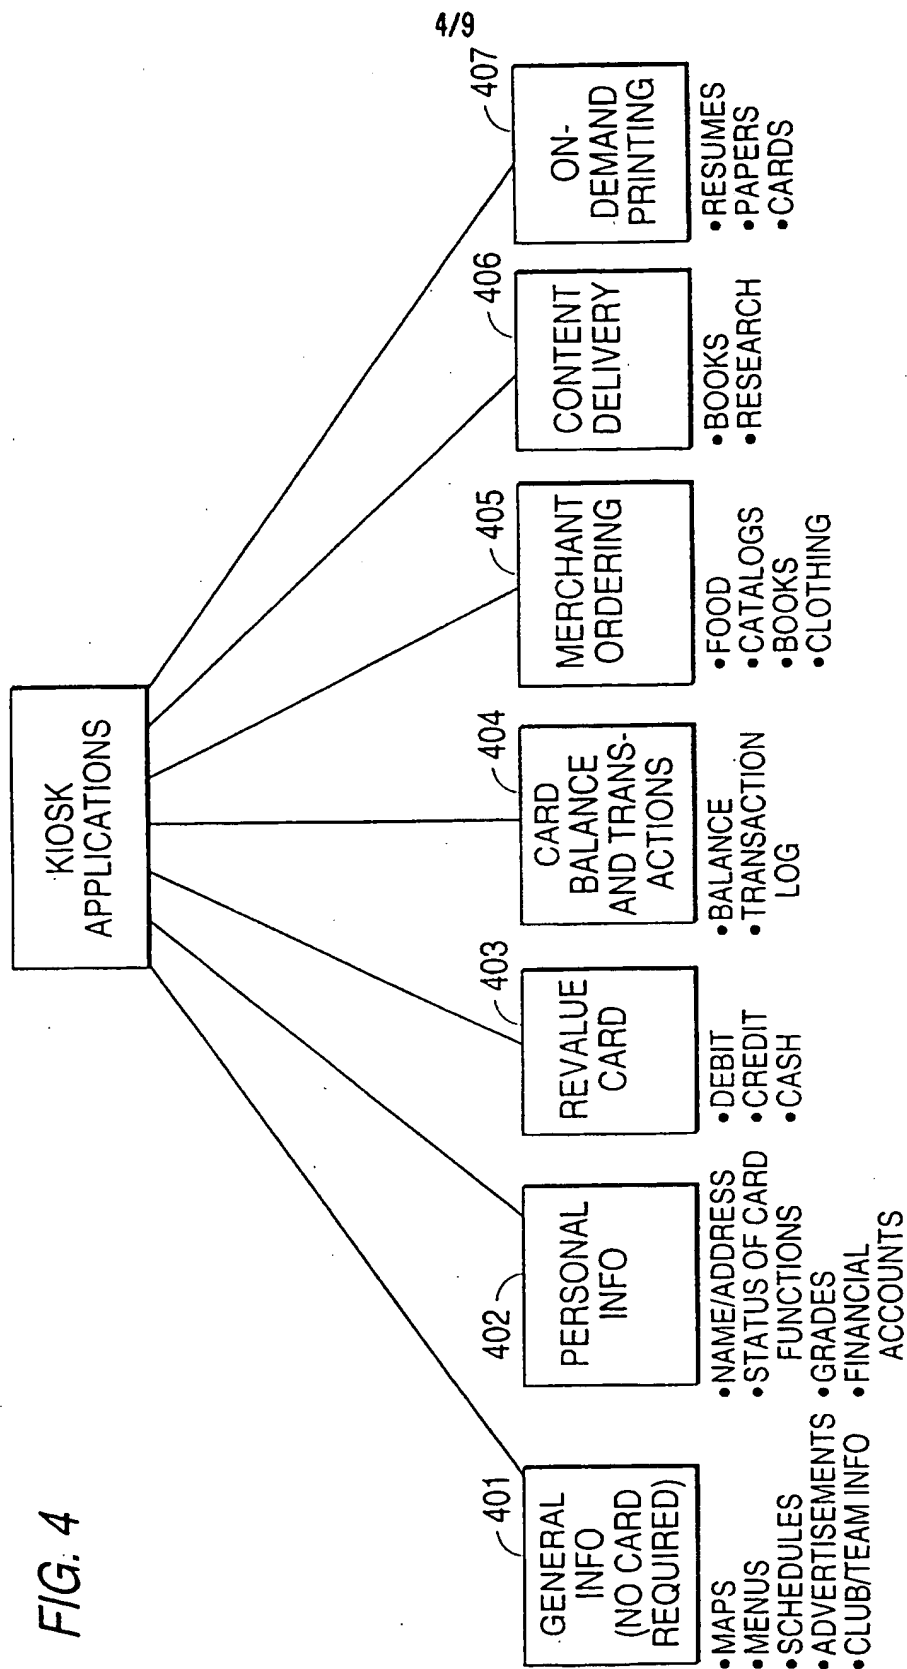 4/9
FIG. 4
KIOSK
APPLICATIONS
401
GENERAL
INFO
(NO CARD
REQUIRED)
•MAPS
•MENUS
•SCHEDULES
•ADVERTISEMENTS
•CLUB/TEAM INFO
402
PERSONAL
INFO
•NAME/ADDRESS
•STATUS OF CARD
FUNCTIONS
•GRADES
•FINANCIAL
ACCOUNTS
403
REVALUE
CARD
•DEBIT
•CREDIT
•CASH
404
CARD
BALANCE
AND TRANS-
ACTIONS
•BALANCE
•TRANSACTION
LOG
405
MERCHANT
ORDERING
•FOOD
•CATALOGS
•BOOKS
•CLOTHING
406
CONTENT
DELIVERY
•BOOKS
•RESEARCH
407
ON-
DEMAND
PRINTING
•RESUMES
•PAPERS
•CARDS